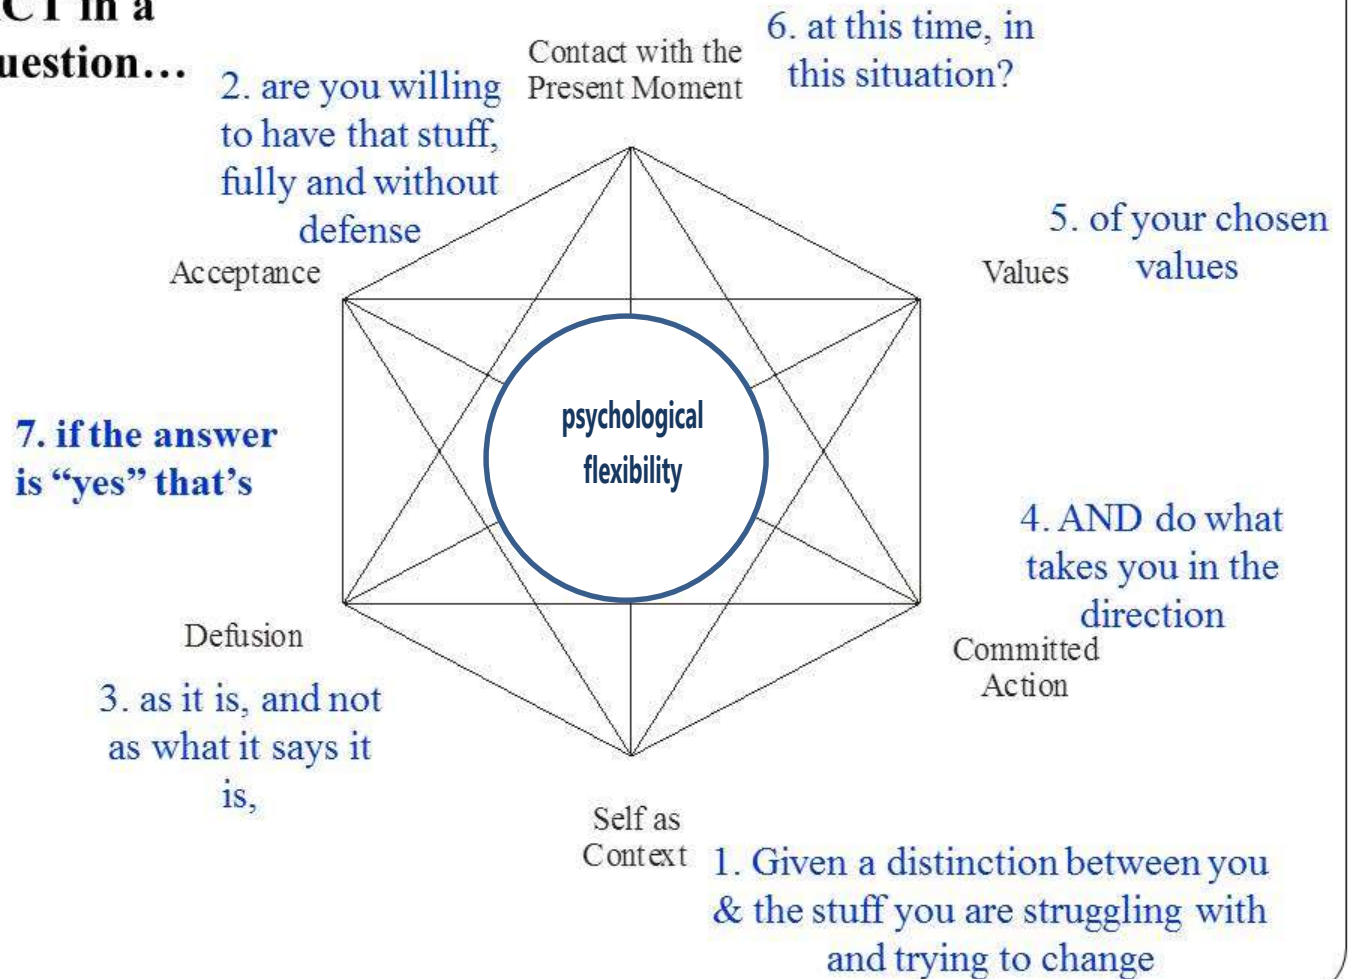 ACT in a
question…
6. at this time, in
this situation?
Contact with the
Present Moment
2. are you willing
to have that stuff,
fully and without
defense
Acceptance
5. of your chosen
values
Values
psychological
flexibility
7. if the answer
is “yes” that’s
4. AND do what
takes you in the
direction
Committed
Action
Defusion
3. as it is, and not
as what it says it
is,
Self as
Context
1. Given a distinction between you
& the stuff you are struggling with
and trying to change